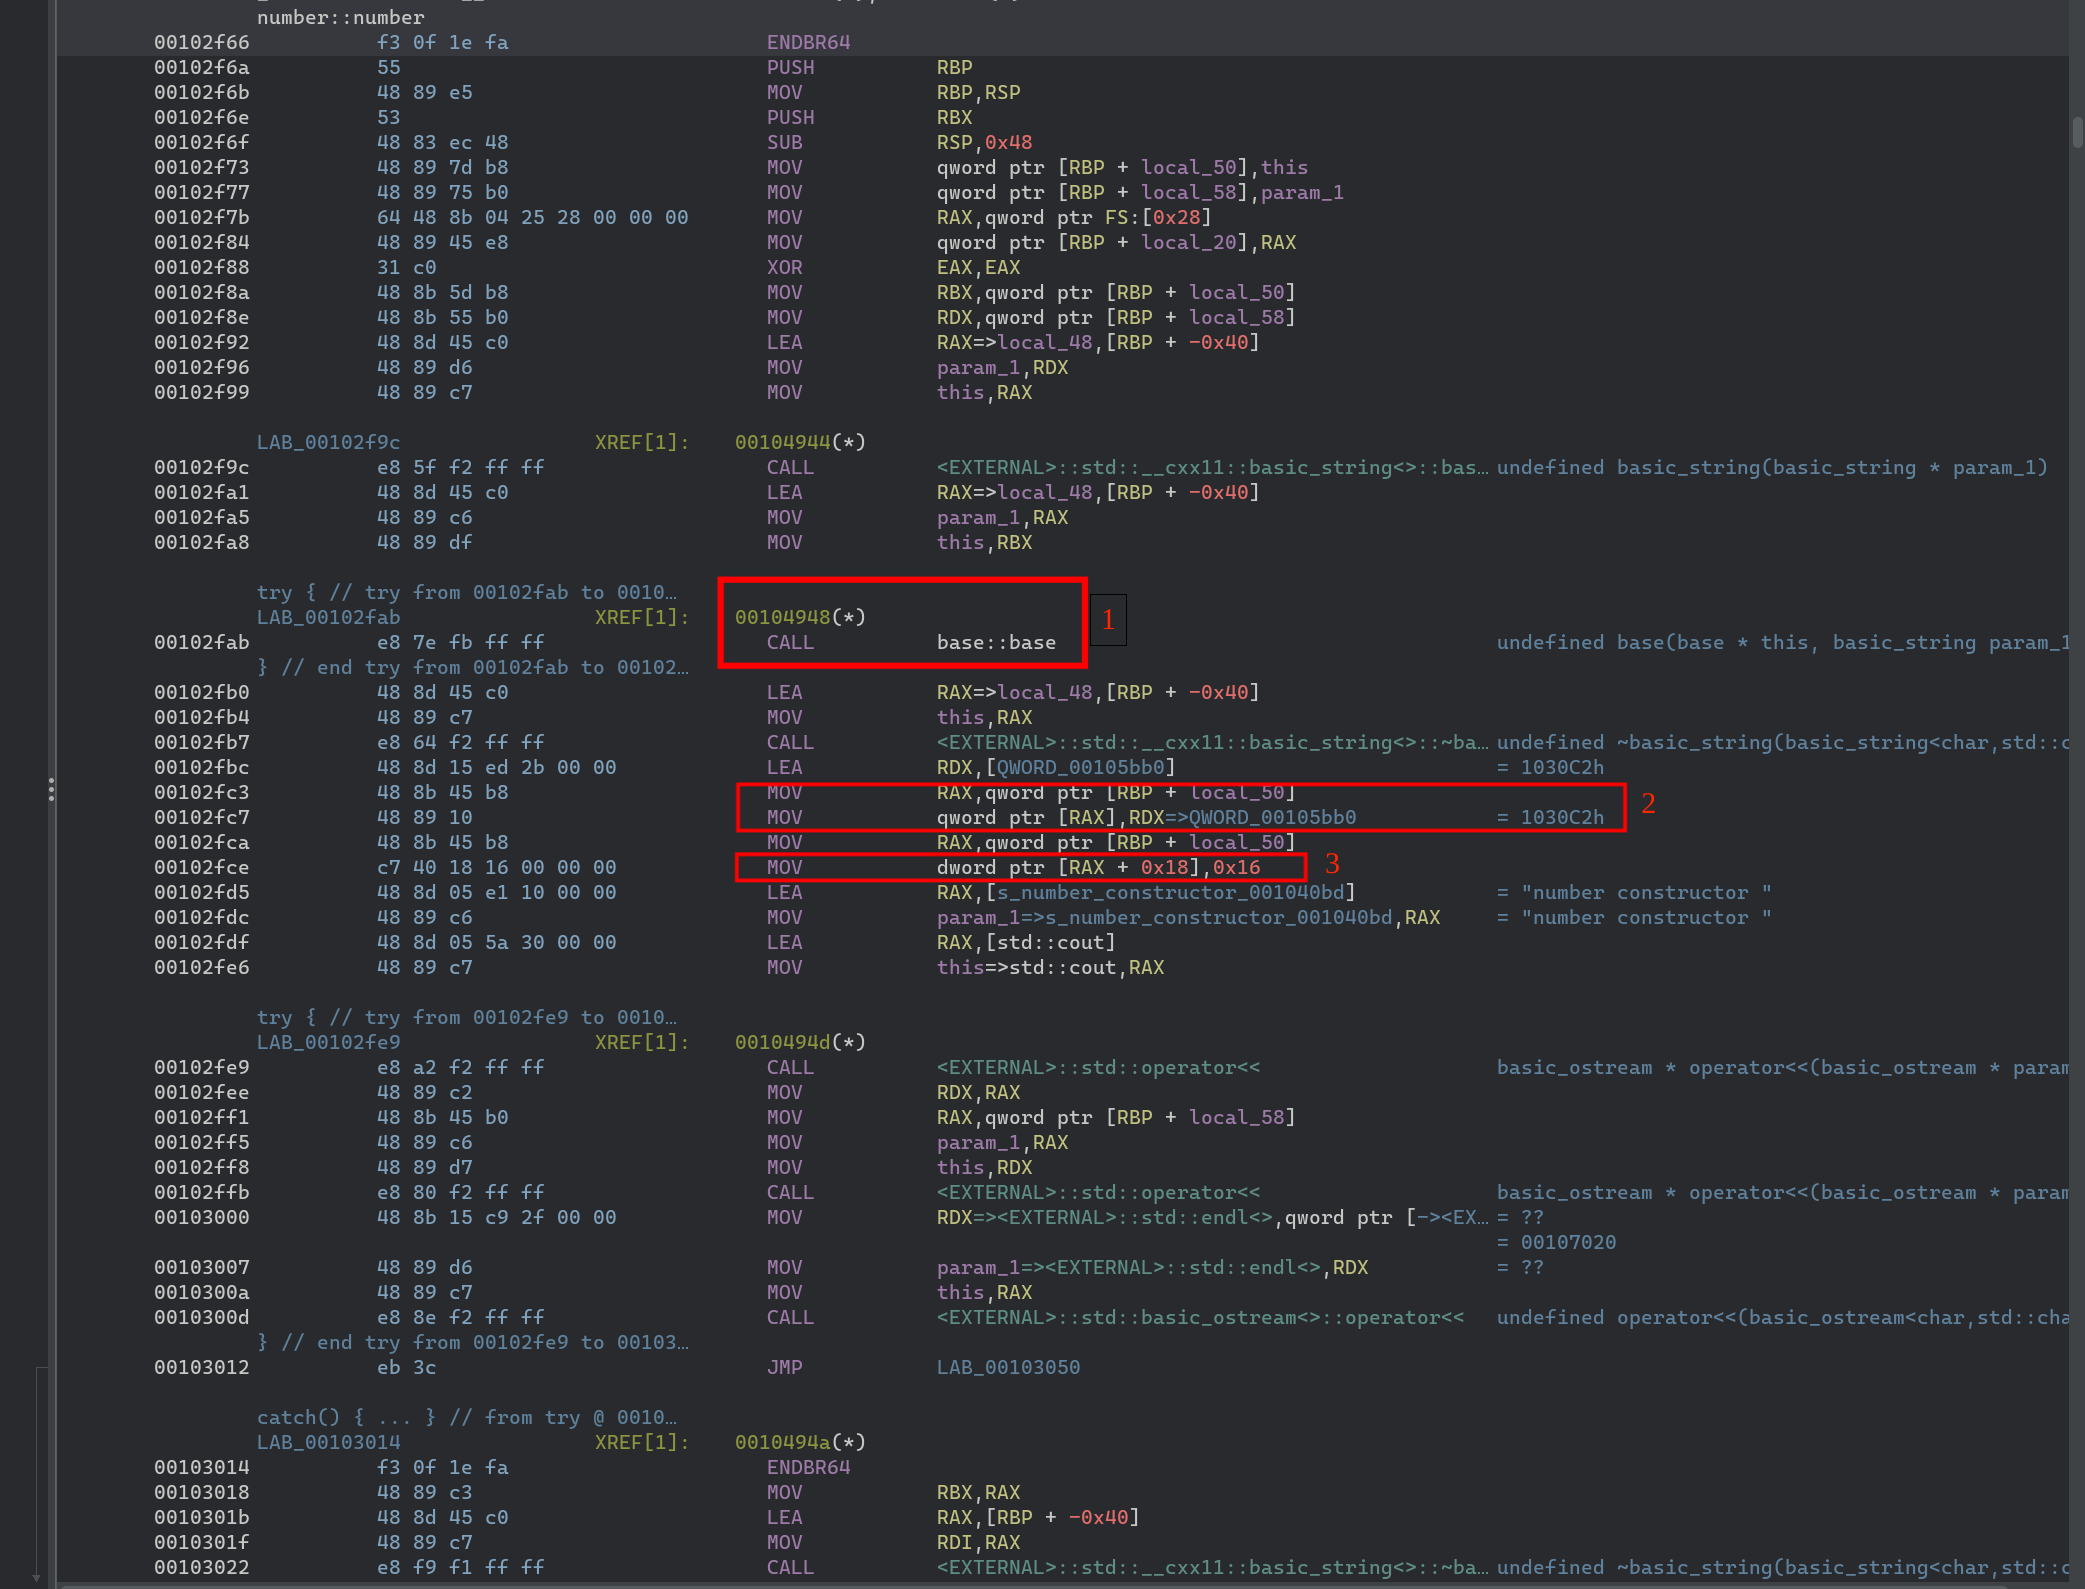 number::number
00102f66 f3 0f 1e fa ENDBR64
00102f6a 55 PUSH RBP
00102f6b 48 89 e5 MOV RBP,RSP
00102f6e 53 PUSH RBX
00102f6f 48 83 ec 48 SUB RSP,0x48
00102f73 48 89 7d b8 MOV qword ptr [RBP + local_50],this
00102f77 48 89 75 b0 MOV qword ptr [RBP + local_58],param_1
00102f7b 64 48 8b 04 25 28 00 00 00 MOV RAX,qword ptr FS:[0x28]
00102f84 48 89 45 e8 MOV qword ptr [RBP + local_20],RAX
00102f88 31 c0 XOR EAX,EAX
00102f8a 48 8b 5d b8 MOV RBX,qword ptr [RBP + local_50]
00102f8e 48 8b 55 b0 MOV RDX,qword ptr [RBP + local_58]
00102f92 48 8d 45 c0 LEA RAX=>local_48,[RBP + -0x40]
00102f96 48 89 d6 MOV param_1,RDX
00102f99 48 89 c7 MOV this,RAX
LAB_00102f9c XREF[1]: 00104944(*)
00102f9c e8 5f f2 ff ff CALL <EXTERNAL>::std::__cxx11::basic_string<>::bas… undefined basic_string(basic_string * param_1)
00102fa1 48 8d 45 c0 LEA RAX=>local_48,[RBP + -0x40]
00102fa5 48 89 c6 MOV param_1,RAX
00102fa8 48 89 df MOV this,RBX
try { // try from 00102fab to 0010…
LAB_00102fab XREF[1]: 00104948(*)
1
00102fab e8 7e fb ff ff CALL base::base undefined base(base * this, basic_string param_1
} // end try from 00102fab to 00102…
00102fb0 48 8d 45 c0 LEA RAX=>local_48,[RBP + -0x40]
00102fb4 48 89 c7 MOV this,RAX
00102fb7 e8 64 f2 ff ff CALL <EXTERNAL>::std::__cxx11::basic_string<>::~ba… undefined ~basic_string(basic_string<char,std::c
00102fbc 48 8d 15 ed 2b 00 00 LEA RDX,[QWORD_00105bb0] = 1030C2h
00102fc3 48 8b 45 b8 MOV RAX,qword ptr [RBP + local_50]
2
00102fc7 48 89 10 MOV qword ptr [RAX],RDX=>QWORD_00105bb0 = 1030C2h
00102fca 48 8b 45 b8 MOV RAX,qword ptr [RBP + local_50]
00102fce c7 40 18 16 00 00 00 MOV dword ptr [RAX + 0x18],0x16 3
00102fd5 48 8d 05 e1 10 00 00 LEA RAX,[s_number_constructor_001040bd] = "number constructor "
00102fdc 48 89 c6 MOV param_1=>s_number_constructor_001040bd,RAX = "number constructor "
00102fdf 48 8d 05 5a 30 00 00 LEA RAX,[std::cout]
00102fe6 48 89 c7 MOV this=>std::cout,RAX
try { // try from 00102fe9 to 0010…
LAB_00102fe9 XREF[1]: 0010494d(*)
00102fe9 e8 a2 f2 ff ff CALL <EXTERNAL>::std::operator<< basic_ostream * operator<<(basic_ostream * param
00102fee 48 89 c2 MOV RDX,RAX
00102ff1 48 8b 45 b0 MOV RAX,qword ptr [RBP + local_58]
00102ff5 48 89 c6 MOV param_1,RAX
00102ff8 48 89 d7 MOV this,RDX
00102ffb e8 80 f2 ff ff CALL <EXTERNAL>::std::operator<< basic_ostream * operator<<(basic_ostream * param
00103000 48 8b 15 c9 2f 00 00 MOV RDX=><EXTERNAL>::std::endl<>,qword ptr [-><EX… = ??
= 00107020
00103007 48 89 d6 MOV param_1=><EXTERNAL>::std::endl<>,RDX = ??
0010300a 48 89 c7 MOV this,RAX
0010300d e8 8e f2 ff ff CALL <EXTERNAL>::std::basic_ostream<>::operator<< undefined operator<<(basic_ostream<char,std::cha
} // end try from 00102fe9 to 00103…
00103012 eb 3c JMP LAB_00103050
catch() { ... } // from try @ 0010…
LAB_00103014 XREF[1]: 0010494a(*)
00103014 f3 0f 1e fa ENDBR64
00103018 48 89 c3 MOV RBX,RAX
0010301b 48 8d 45 c0 LEA RAX,[RBP + -0x40]
0010301f 48 89 c7 MOV RDI,RAX
00103022 e8 f9 f1 ff ff CALL <EXTERNAL>::std::__cxx11::basic_string<>::~ba… undefined ~basic_string(basic_string<char,std::c